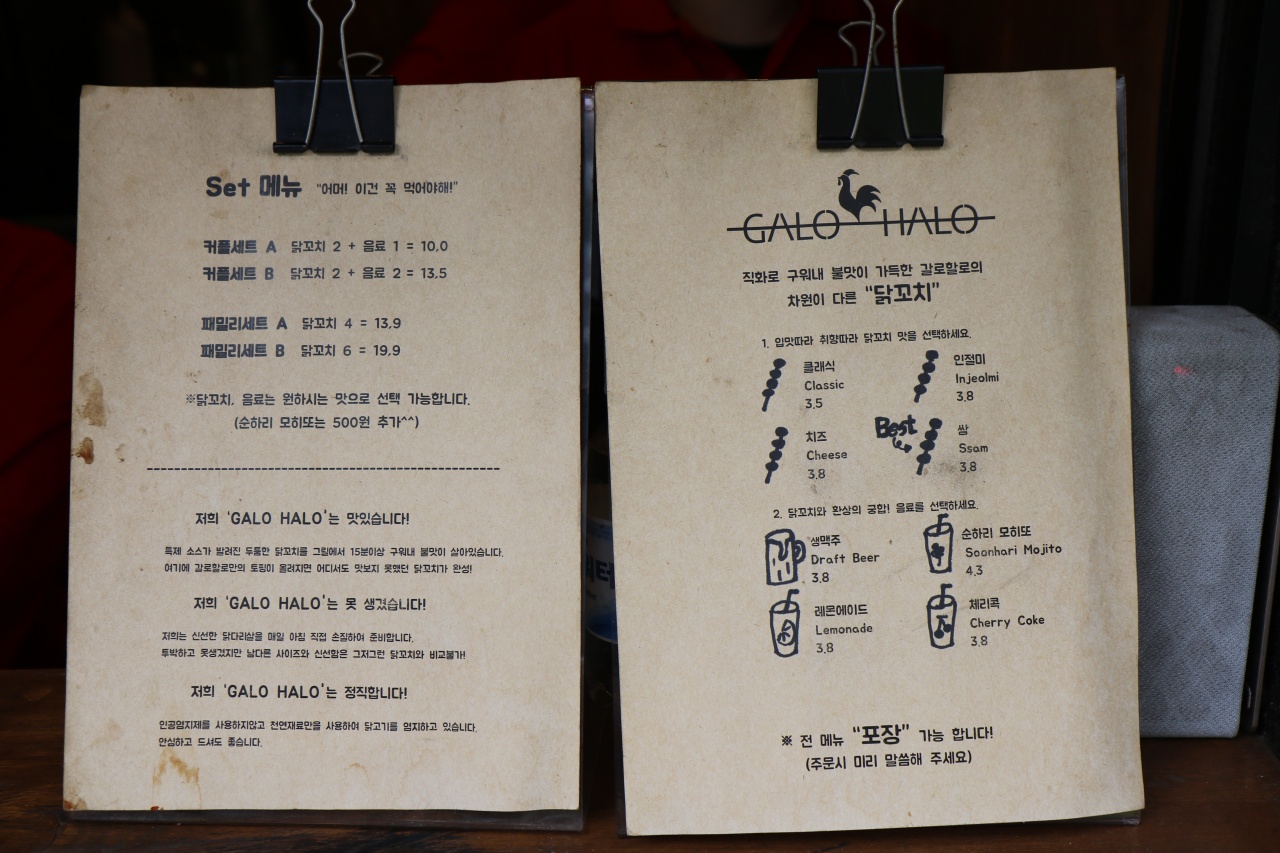 Set 메뉴 "어머! 이건 꼭 먹어야해!"
커플세트 A 닭꼬치 2 + 음료 1 = 10,0
커플세트 B 닭꼬치 2 + 음료 2 = 13,5
패밀리세트 A 닭꼬치 4 = 13,9
패밀리세트 B 닭꼬치 6 = 19,9
※닭꼬치, 음료는 원하시는 맛으로 선택 가능합니다.
(순하리 모히또는 500원 추가^^)
저희 'GALO HALO'는 맛있습니다!
특제 소스가 발려진 두툼한 닭꼬치를 그릴에서 15분이상 구워내 불맛이 살아있습니다.
여기에 갈로할로만의 토핑이 올려지면 어디서도 맛보지 못했던 닭꼬치가 완성!
저희 'GALO HALO'는 못 생겼습니다!
저희는 신선한 닭다리살을 매일 아침 직접 손질하여 준비합니다.
투박하고 못생겼지만 남다른 사이즈와 신선함은 그저그런 닭꼬치와 비교불가!
저희 'GALO HALO'는 정직합니다!
인공염지제를 사용하지않고 천연재료만을 사용하여 닭고기를 염지하고 있습니다.
안심하고 드셔도 좋습니다.
GALO HALO
직화로 구워내 불맛이 가득한 갈로할로의
차원이 다른 "닭꼬치"
1. 입맛따라 취향따라 닭꼬치 맛을 선택하세요.
클래식
Classic
3.5
인절미
Injeolmi
3.8
치즈
Cheese
3.8
Best
쌈
Ssam
3.8
2. 닭꼬치와 환상의 궁합! 음료를 선택하세요.
생맥주
Draft Beer
3.8
순하리 모히또
Soonhari Mojito
4.3
레몬에이드
Lemonade
3.8
체리콕
Cherry Coke
3.8
※ 전 메뉴 "포장" 가능 합니다!
(주문시 미리 말씀해 주세요)